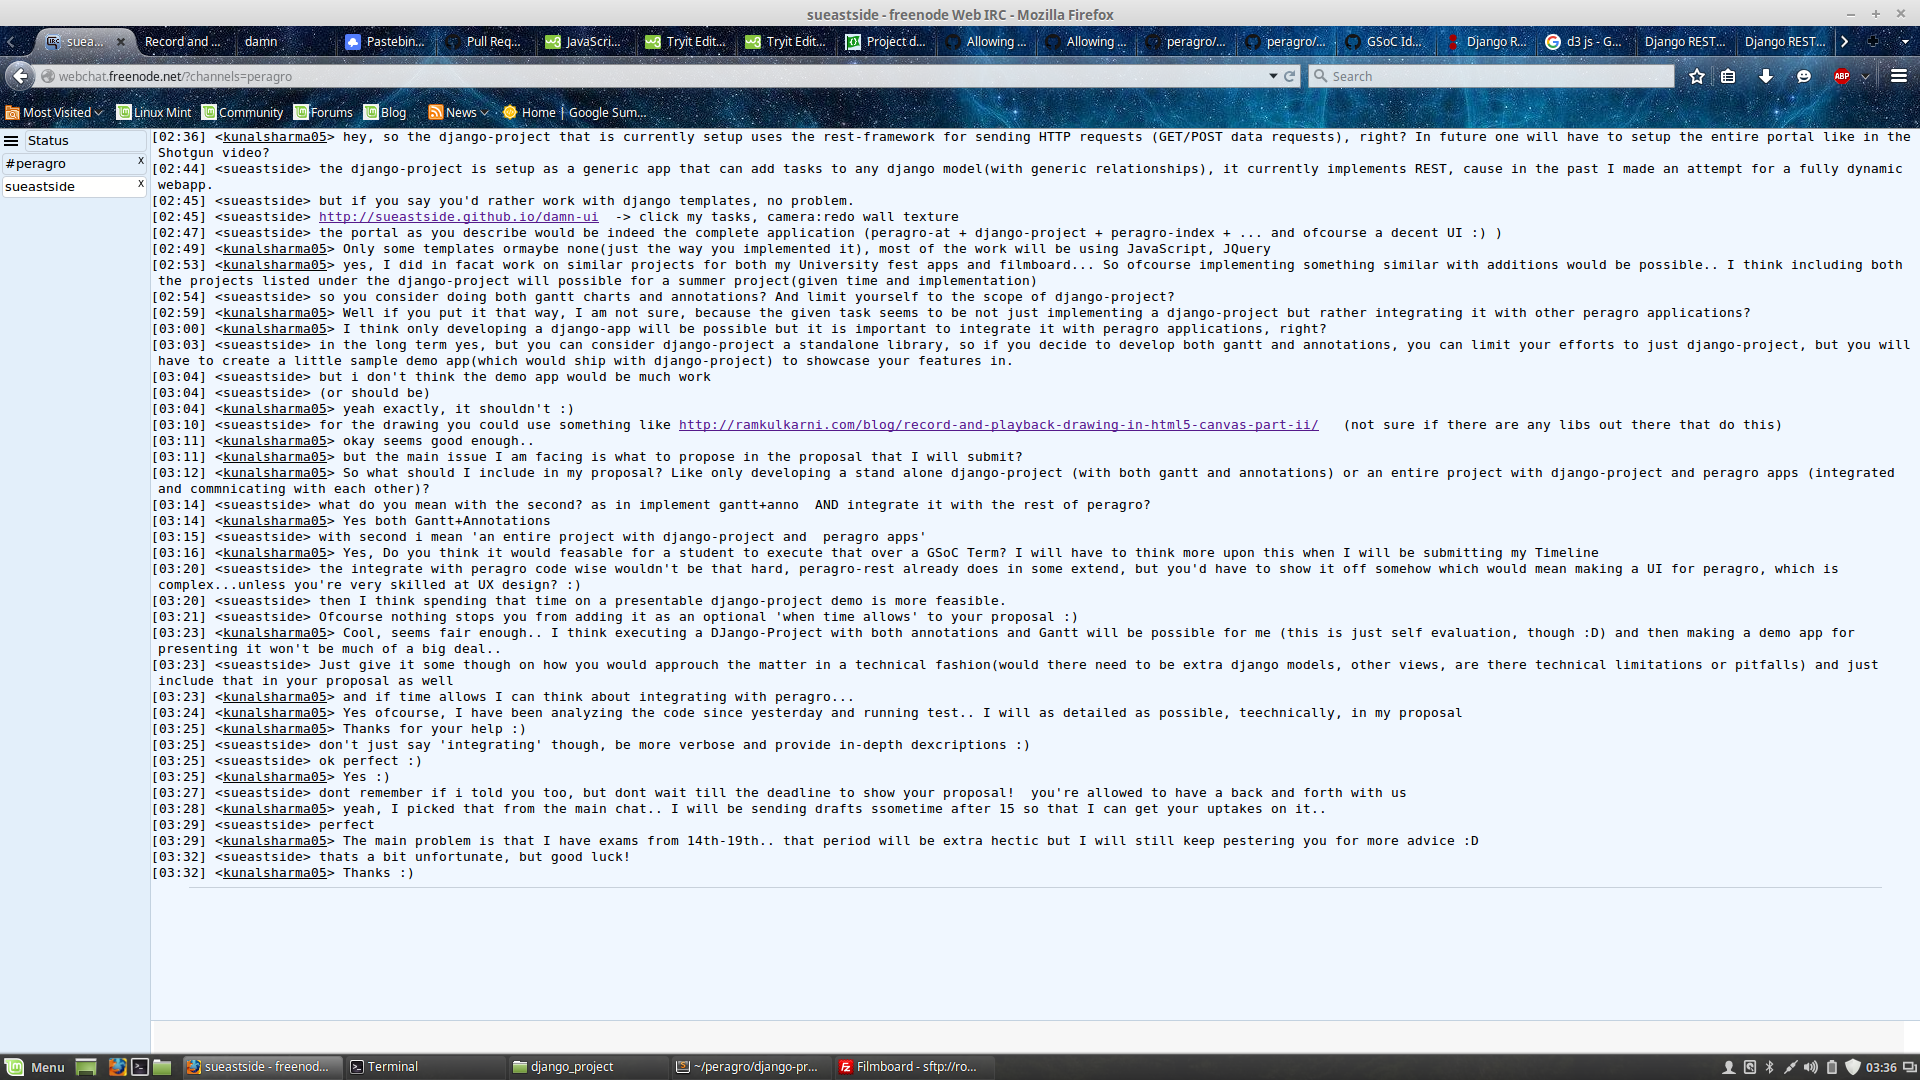 sueastside - freenode Web IRC - Mozilla Firefox
suea...
Record and ...
damn
Pastebin...
Pull Req...
JavaScri...
Tryit Edit...
Tryit Edit...
Project d...
Allowing ...
Allowing ...
peragro/...
peragro/...
GSoC Id...
Django R...
d3 js - G...
Django REST...
Django REST...
webchat.freenode.net/?channels=peragro
Search
ABP
Most Visited
Linux Mint
Community
Forums
Blog
News
Home | Google Sum...
Status
#peragro
x
sueastside
x
[02:36] <kunalsharma05> hey, so the django-project that is currently setup uses the rest-framework for sending HTTP requests (GET/POST data requests), right? In future one will have to setup the entire portal like in the
Shotgun video?
[02:44] <sueastside> the django-project is setup as a generic app that can add tasks to any django model(with generic relationships), it currently implements REST, cause in the past I made an attempt for a fully dynamic
webapp.
[02:45] <sueastside> but if you say you'd rather work with django templates, no problem.
[02:45] <sueastside> http://sueastside.github.io/damn-ui  -> click my tasks, camera:redo wall texture
[02:47] <sueastside> the portal as you describe would be indeed the complete application (peragro-at + django-project + peragro-index + ... and ofcourse a decent UI :) )
[02:49] <kunalsharma05> Only some templates ormaybe none(just the way you implemented it), most of the work will be using JavaScript, JQuery
[02:53] <kunalsharma05> yes, I did in facat work on similar projects for both my University fest apps and filmboard... So ofcourse implementing something similar with additions would be possible.. I think including both
the projects listed under the django-project will possible for a summer project(given time and implementation)
[02:54] <sueastside> so you consider doing both gantt charts and annotations? And limit yourself to the scope of django-project?
[02:59] <kunalsharma05> Well if you put it that way, I am not sure, because the given task seems to be not just implementing a django-project but rather integrating it with other peragro applications?
[03:00] <kunalsharma05> I think only developing a django-app will be possible but it is important to integrate it with peragro applications, right?
[03:03] <sueastside> in the long term yes, but you can consider django-project a standalone library, so if you decide to develop both gantt and annotations, you can limit your efforts to just django-project, but you will
have to create a little sample demo app(which would ship with django-project) to showcase your features in.
[03:04] <sueastside> but i don't think the demo app would be much work
[03:04] <sueastside> (or should be)
[03:04] <kunalsharma05> yeah exactly, it shouldn't :)
[03:10] <sueastside> for the drawing you could use something like http://ramkulkarni.com/blog/record-and-playback-drawing-in-html5-canvas-part-ii/   (not sure if there are any libs out there that do this)
[03:11] <kunalsharma05> okay seems good enough..
[03:11] <kunalsharma05> but the main issue I am facing is what to propose in the proposal that I will submit?
[03:12] <kunalsharma05> So what should I include in my proposal? Like only developing a stand alone django-project (with both gantt and annotations) or an entire project with django-project and peragro apps (integrated
and commnicating with each other)?
[03:14] <sueastside> what do you mean with the second? as in implement gantt+anno  AND integrate it with the rest of peragro?
[03:14] <kunalsharma05> Yes both Gantt+Annotations
[03:15] <sueastside> with second i mean 'an entire project with django-project and  peragro apps'
[03:16] <kunalsharma05> Yes, Do you think it would feasable for a student to execute that over a GSoC Term? I will have to think more upon this when I will be submitting my Timeline
[03:20] <sueastside> the integrate with peragro code wise wouldn't be that hard, peragro-rest already does in some extend, but you'd have to show it off somehow which would mean making a UI for peragro, which is
complex...unless you're very skilled at UX design? :)
[03:20] <sueastside> then I think spending that time on a presentable django-project demo is more feasible.
[03:21] <sueastside> Ofcourse nothing stops you from adding it as an optional 'when time allows' to your proposal :)
[03:23] <kunalsharma05> Cool, seems fair enough.. I think executing a DJango-Project with both annotations and Gantt will be possible for me (this is just self evaluation, though :D) and then making a demo app for
presenting it won't be much of a big deal..
[03:23] <sueastside> Just give it some though on how you would approuch the matter in a technical fashion(would there need to be extra django models, other views, are there technical limitations or pitfalls) and just
include that in your proposal as well
[03:23] <kunalsharma05> and if time allows I can think about integrating with peragro...
[03:24] <kunalsharma05> Yes ofcourse, I have been analyzing the code since yesterday and running test.. I will as detailed as possible, teechnically, in my proposal
[03:25] <kunalsharma05> Thanks for your help :)
[03:25] <sueastside> don't just say 'integrating' though, be more verbose and provide in-depth dexcriptions :)
[03:25] <sueastside> ok perfect :)
[03:25] <kunalsharma05> Yes :)
[03:27] <sueastside> dont remember if i told you too, but dont wait till the deadline to show your proposal!  you're allowed to have a back and forth with us
[03:28] <kunalsharma05> yeah, I picked that from the main chat.. I will be sending drafts ssometime after 15 so that I can get your uptakes on it..
[03:29] <sueastside> perfect
[03:29] <kunalsharma05> The main problem is that I have exams from 14th-19th.. that period will be extra hectic but I will still keep pestering you for more advice :D
[03:32] <sueastside> thats a bit unfortunate, but good luck!
[03:32] <kunalsharma05> Thanks :)
Menu
sueastside - freenod...
Terminal
django_project
~/peragro/django-pr...
Filmboard - sftp://ro...
03:36